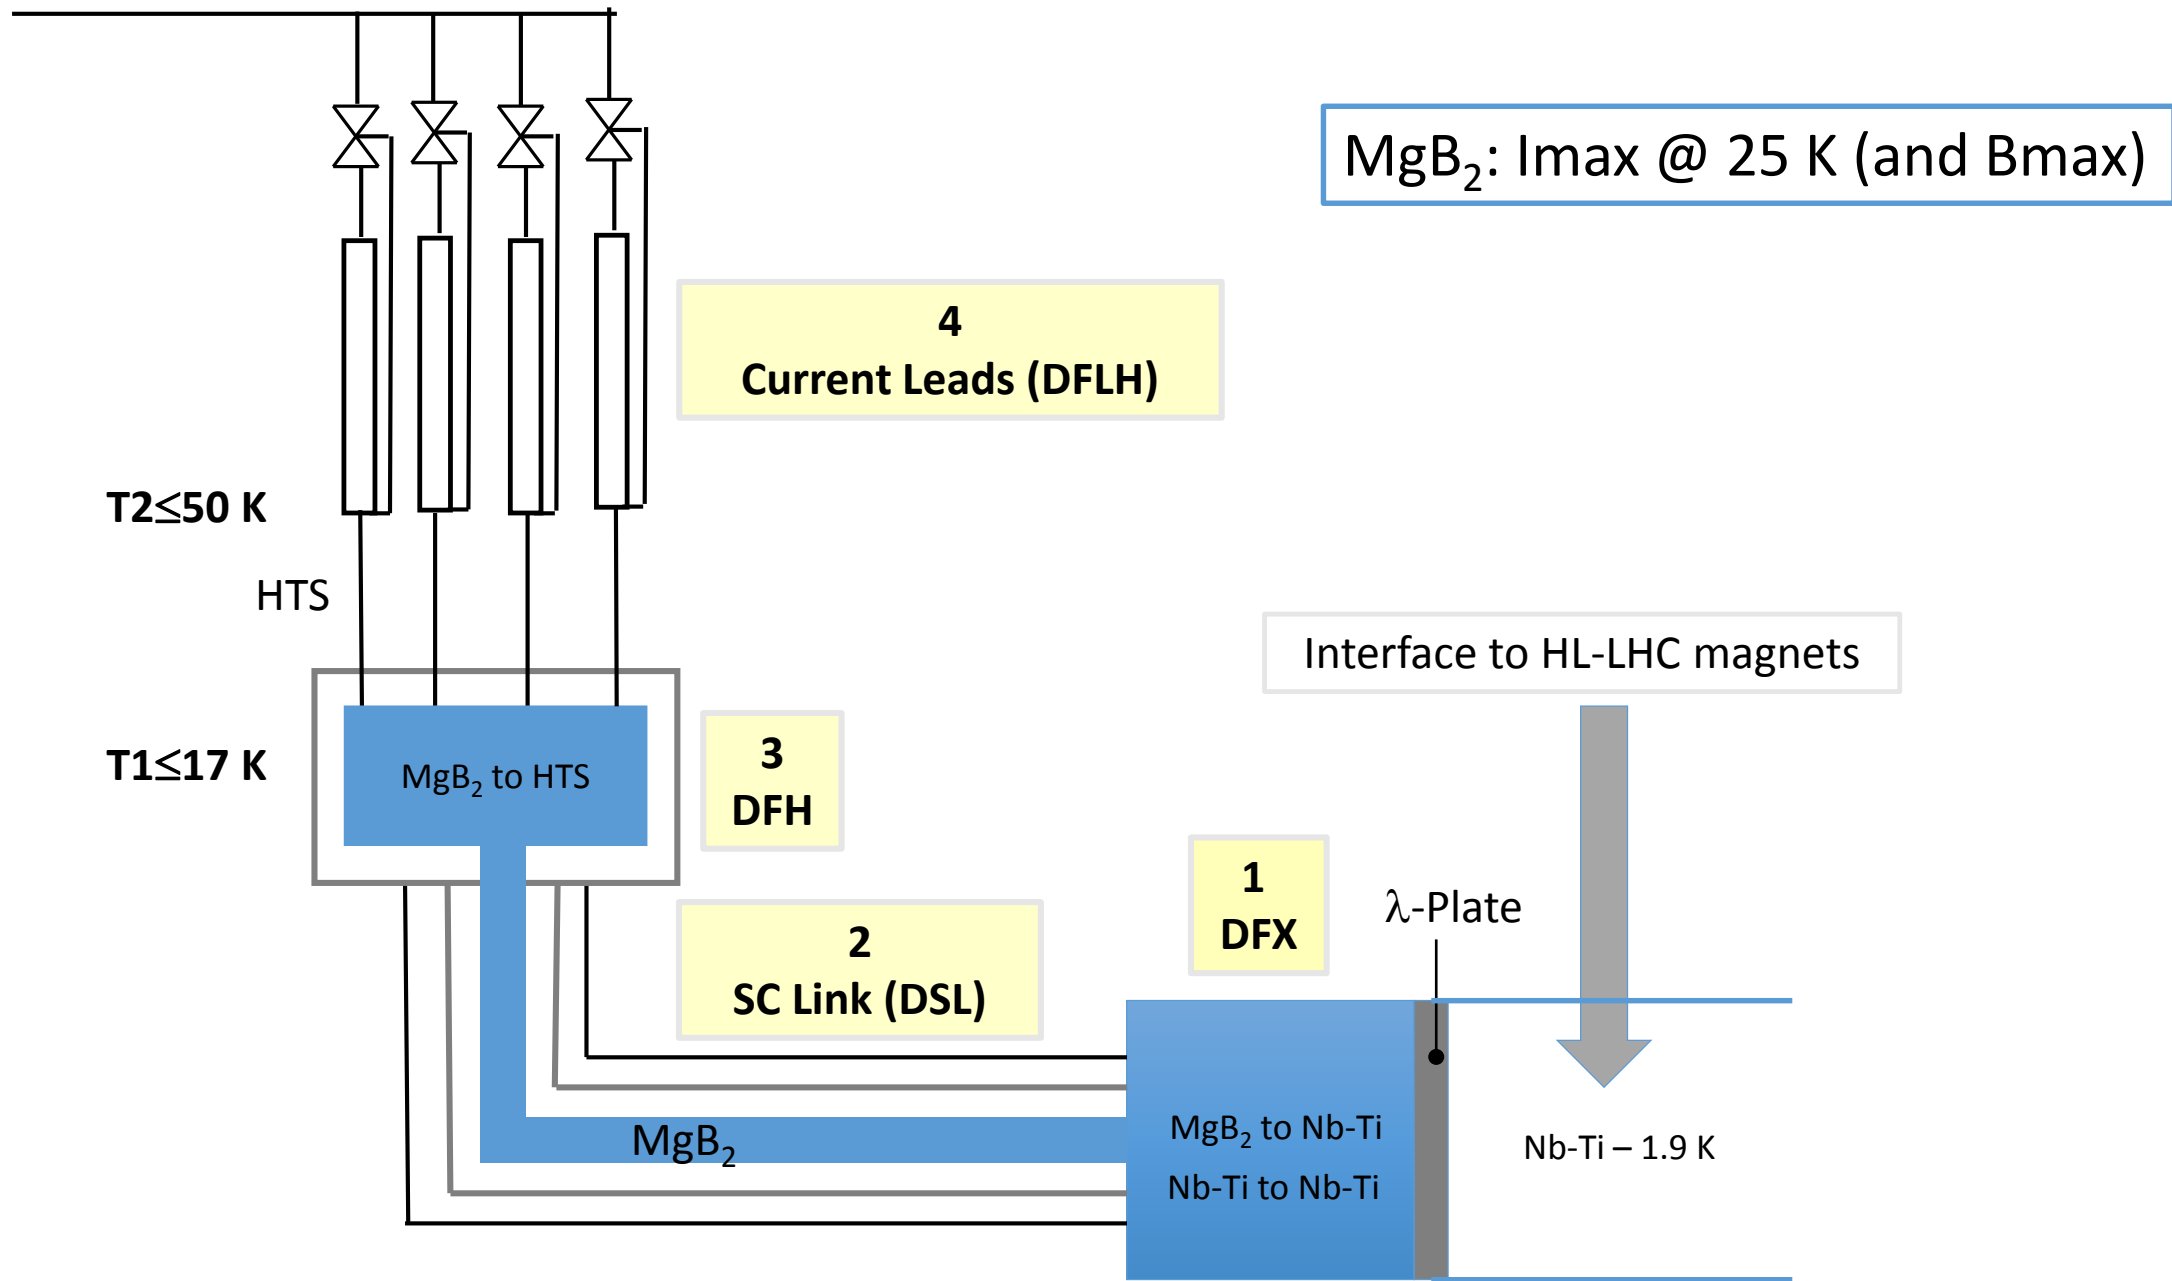 MgB₂: Imax @ 25 K (and Bmax)
4
Current Leads (DFLH)
T2≤50 K
HTS
Interface to HL-LHC magnets
T1≤17 K
MgB₂ to HTS
3
DFH
1
DFX
λ-Plate
2
SC Link (DSL)
MgB₂
MgB₂ to Nb-Ti
Nb-Ti to Nb-Ti
Nb-Ti – 1.9 K